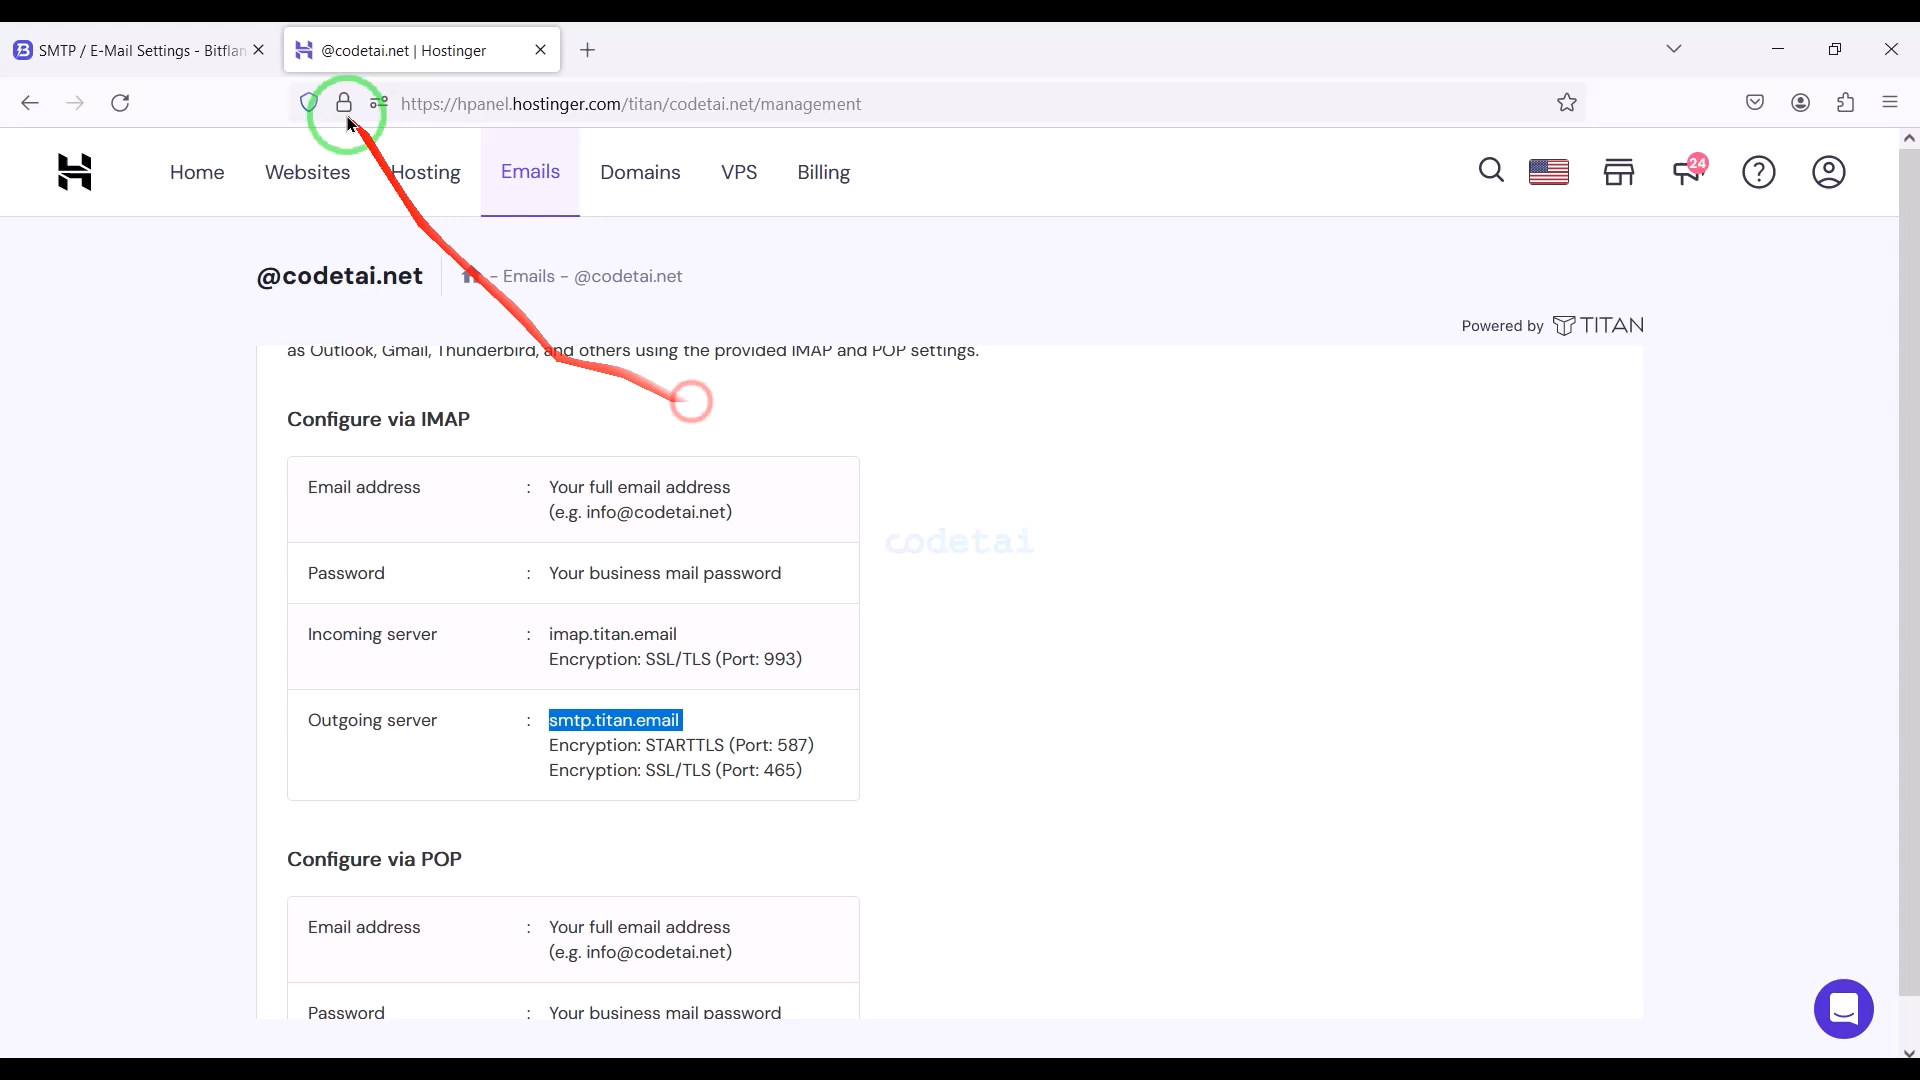 SMTP / E-Mail Settings - Bitflan
@codetai.net | Hostinger
https://hpanel.hostinger.com/titan/codetai.net/management
Home
Websites
Hosting
Emails
Domains
VPS
Billing
24
@codetai.net
- Emails - @codetai.net
Powered by TITAN
as Outlook, Gmail, Thunderbird, and others using the provided IMAP and POP settings.
Configure via IMAP
Email address : Your full email address
(e.g. info@codetai.net)
codetai
Password : Your business mail password
Incoming server : imap.titan.email
Encryption: SSL/TLS (Port: 993)
Outgoing server : smtp.titan.email
Encryption: STARTTLS (Port: 587)
Encryption: SSL/TLS (Port: 465)
Configure via POP
Email address : Your full email address
(e.g. info@codetai.net)
Password : Your business mail password